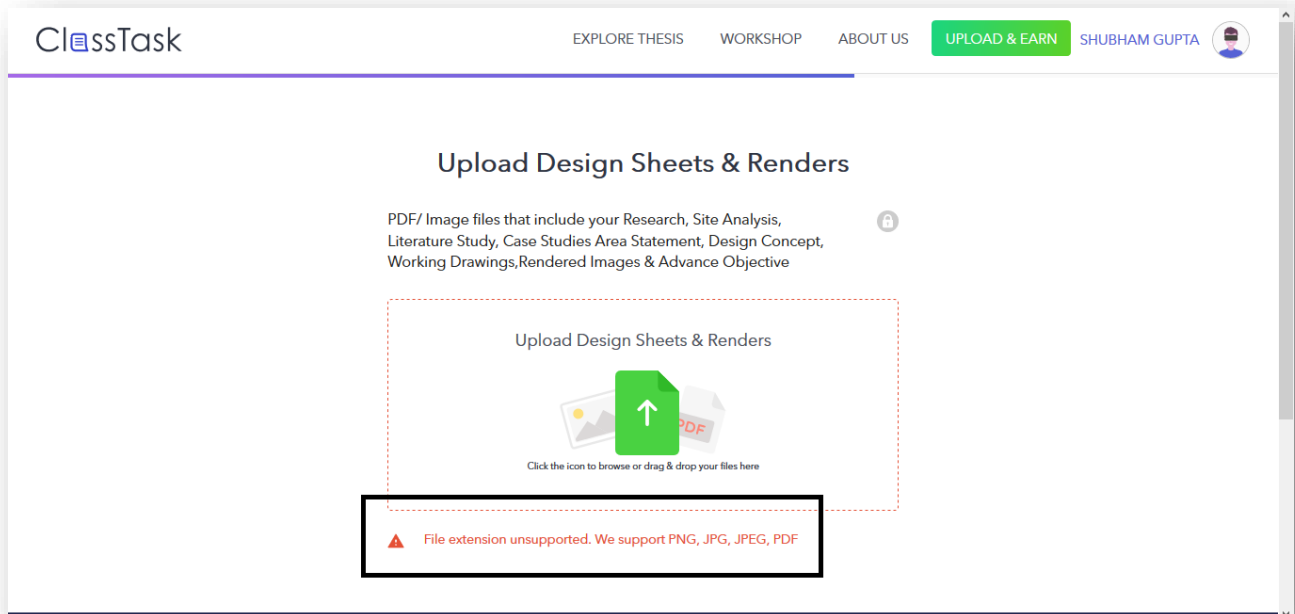 ClassTask
EXPLORE THESIS WORKSHOP ABOUT US UPLOAD & EARN SHUBHAM GUPTA
Upload Design Sheets & Renders
PDF/ Image files that include your Research, Site Analysis,
Literature Study, Case Studies Area Statement, Design Concept,
Working Drawings,Rendered Images & Advance Objective
Upload Design Sheets & Renders
PDF
Click the icon to browse or drag & drop your files here
File extension unsupported. We support PNG, JPG, JPEG, PDF